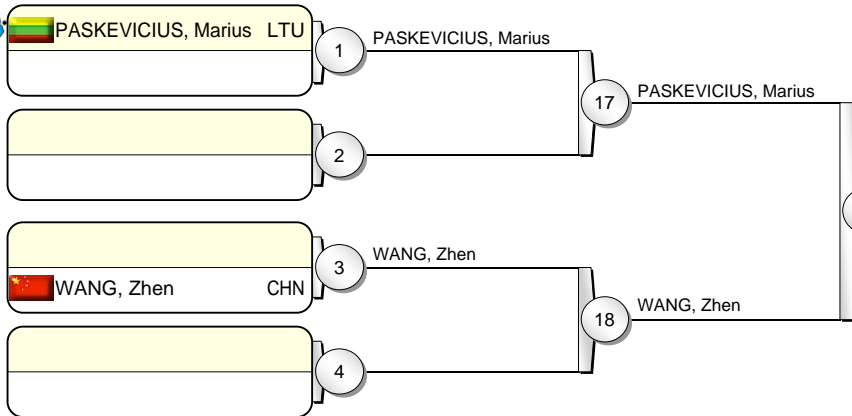 PASKEVICIUS, Marius LTU
1
PASKEVICIUS, Marius
17
PASKEVICIUS, Marius
2
3
WANG, Zhen
WANG, Zhen CHN
18
WANG, Zhen
4